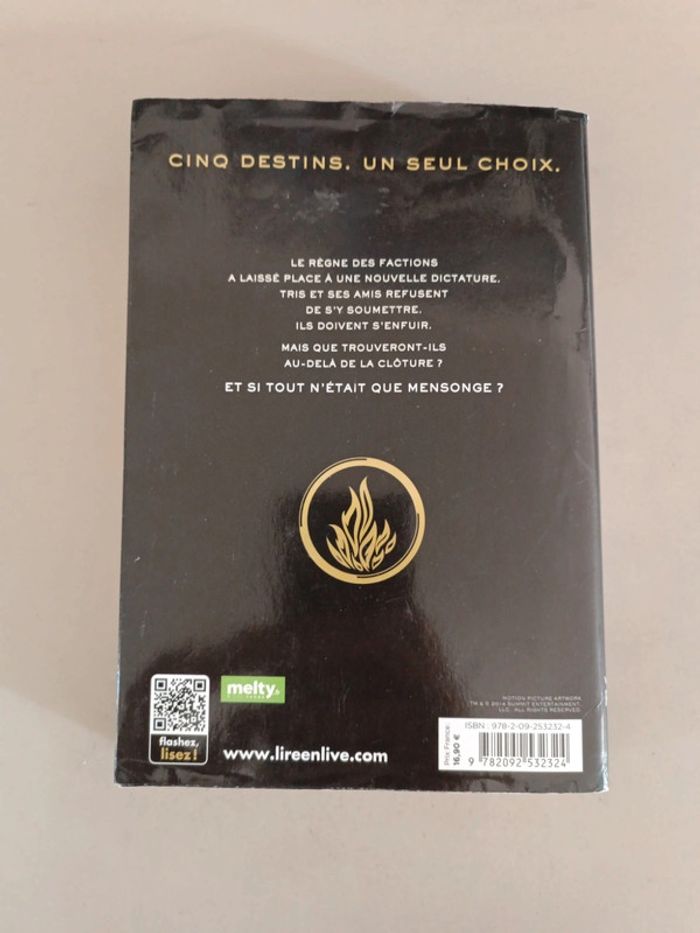 CINQ DESTINS. UN SEUL CHOIX.
LE RÈGNE DES FACTIONS
A LAISSÉ PLACE À UNE NOUVELLE DICTATURE.
TRIS ET SES AMIS REFUSENT
DE S'Y SOUMETTRE.
ILS DOIVENT S'ENFUIR.
MAIS QUE TROUVERONT-ILS
AU-DELÀ DE LA CLÔTURE ?
ET SI TOUT N'ÉTAIT QUE MENSONGE ?
melty
flashez,
lisez !
www.lireenlive.com
MOTION PICTURE ARTWORK
TM & © 2014 SUMMIT ENTERTAINMENT,
LLC. ALL RIGHTS RESERVED.
Prix France :
16,90 €
ISBN : 978-2-09-253232-4
9 782092 532324